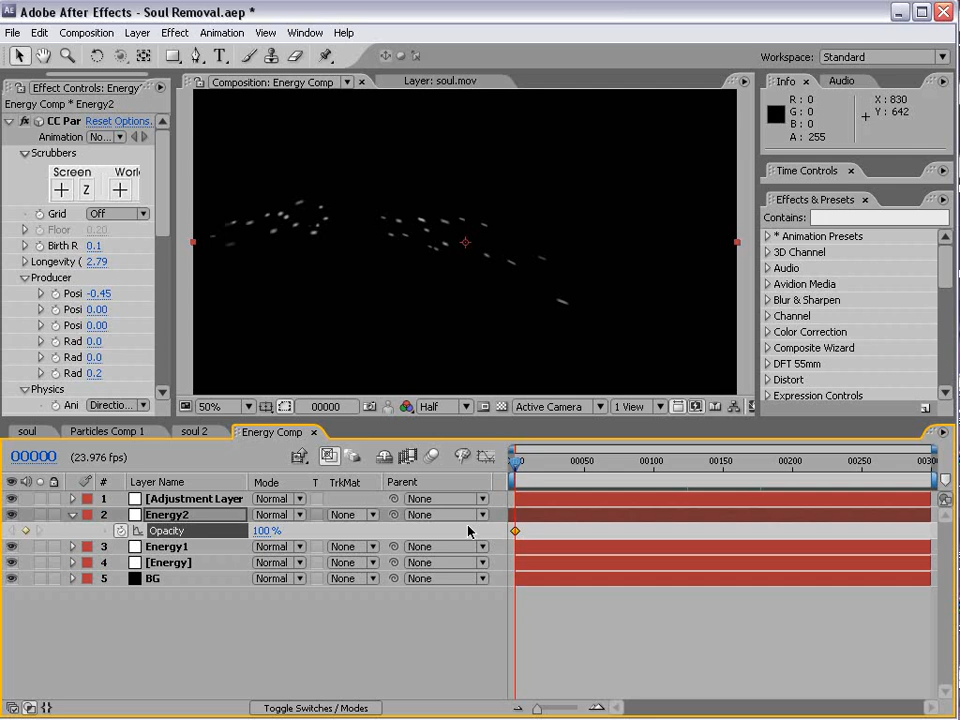 Adobe After Effects - Soul Removal.aep *
File Edit Composition Layer Effect Animation View Window Help
Workspace: Standard
Effect Controls: Energy
Composition: Energy Comp
Layer: soul.mov
Info Audio
Energy Comp * Energy2
R: 0
G: 0
B: 0
A: 255
X: 830
Y: 642
CC Par Reset Options.
Animation No...
Scrubbers
Screen Worl
Z
Grid Off
Floor 0.20
Birth R 0.1
Longevity ( 2.79
Producer
Posi -0.45
Posi 0.00
Posi 0.00
Rad 0.0
Rad 0.0
Rad 0.2
Physics
Ani Directio...
Time Controls
Effects & Presets
Contains:
* Animation Presets
3D Channel
Audio
Avidion Media
Blur & Sharpen
Channel
Color Correction
Composite Wizard
DFT 55mm
Distort
Expression Controls
50% 00000 Half Active Camera 1 View
soul Particles Comp 1 soul 2 Energy Comp
00000 (23.976 fps)
00050 00100 00150 00200 00250 0030
# Layer Name Mode T TrkMat Parent
1 [Adjustment Layer Normal None
2 Energy2 Normal None None
Opacity 100 %
3 Energy1 Normal None None
4 [Energy] Normal None None
5 BG Normal None None
Toggle Switches / Modes